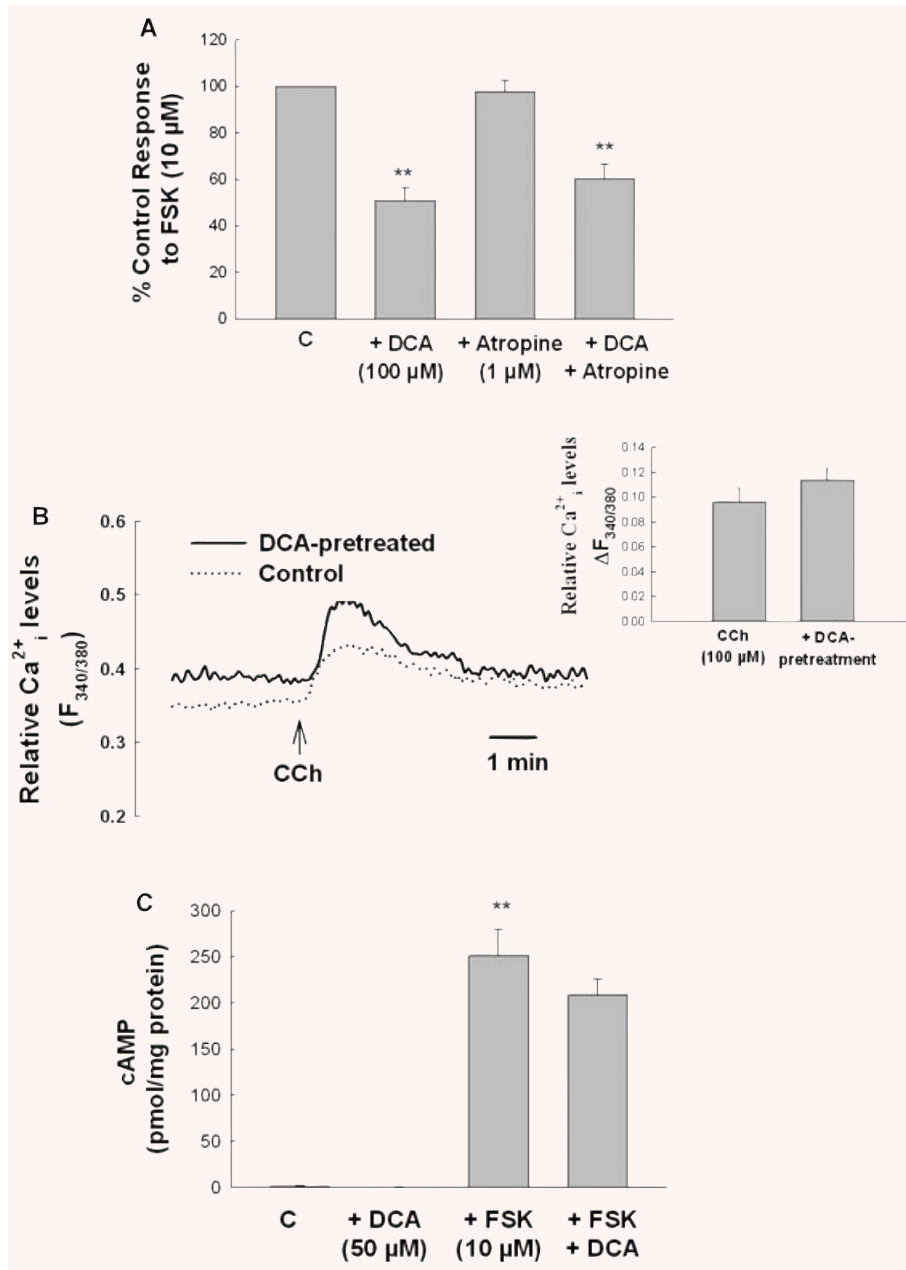 A
% Control Response
to FSK (10 µM)
120
100
80
60
40
20
0
**
**
C
+ DCA
(100 µM)
+ Atropine
(1 µM)
+ DCA
+ Atropine
B
Relative Ca2+i levels
(F340/380)
0.6
0.5
0.4
0.3
0.2
DCA-pretreated
Control
CCh
1 min
Relative Ca2+i levels
ΔF340/380
0.14
0.12
0.10
0.08
0.06
0.04
0.02
0.00
CCh
(100 µM)
+ DCA-
pretreatment
C
cAMP
(pmol/mg protein)
300
250
200
150
100
50
0
**
C
+ DCA
(50 µM)
+ FSK
(10 µM)
+ FSK
+ DCA